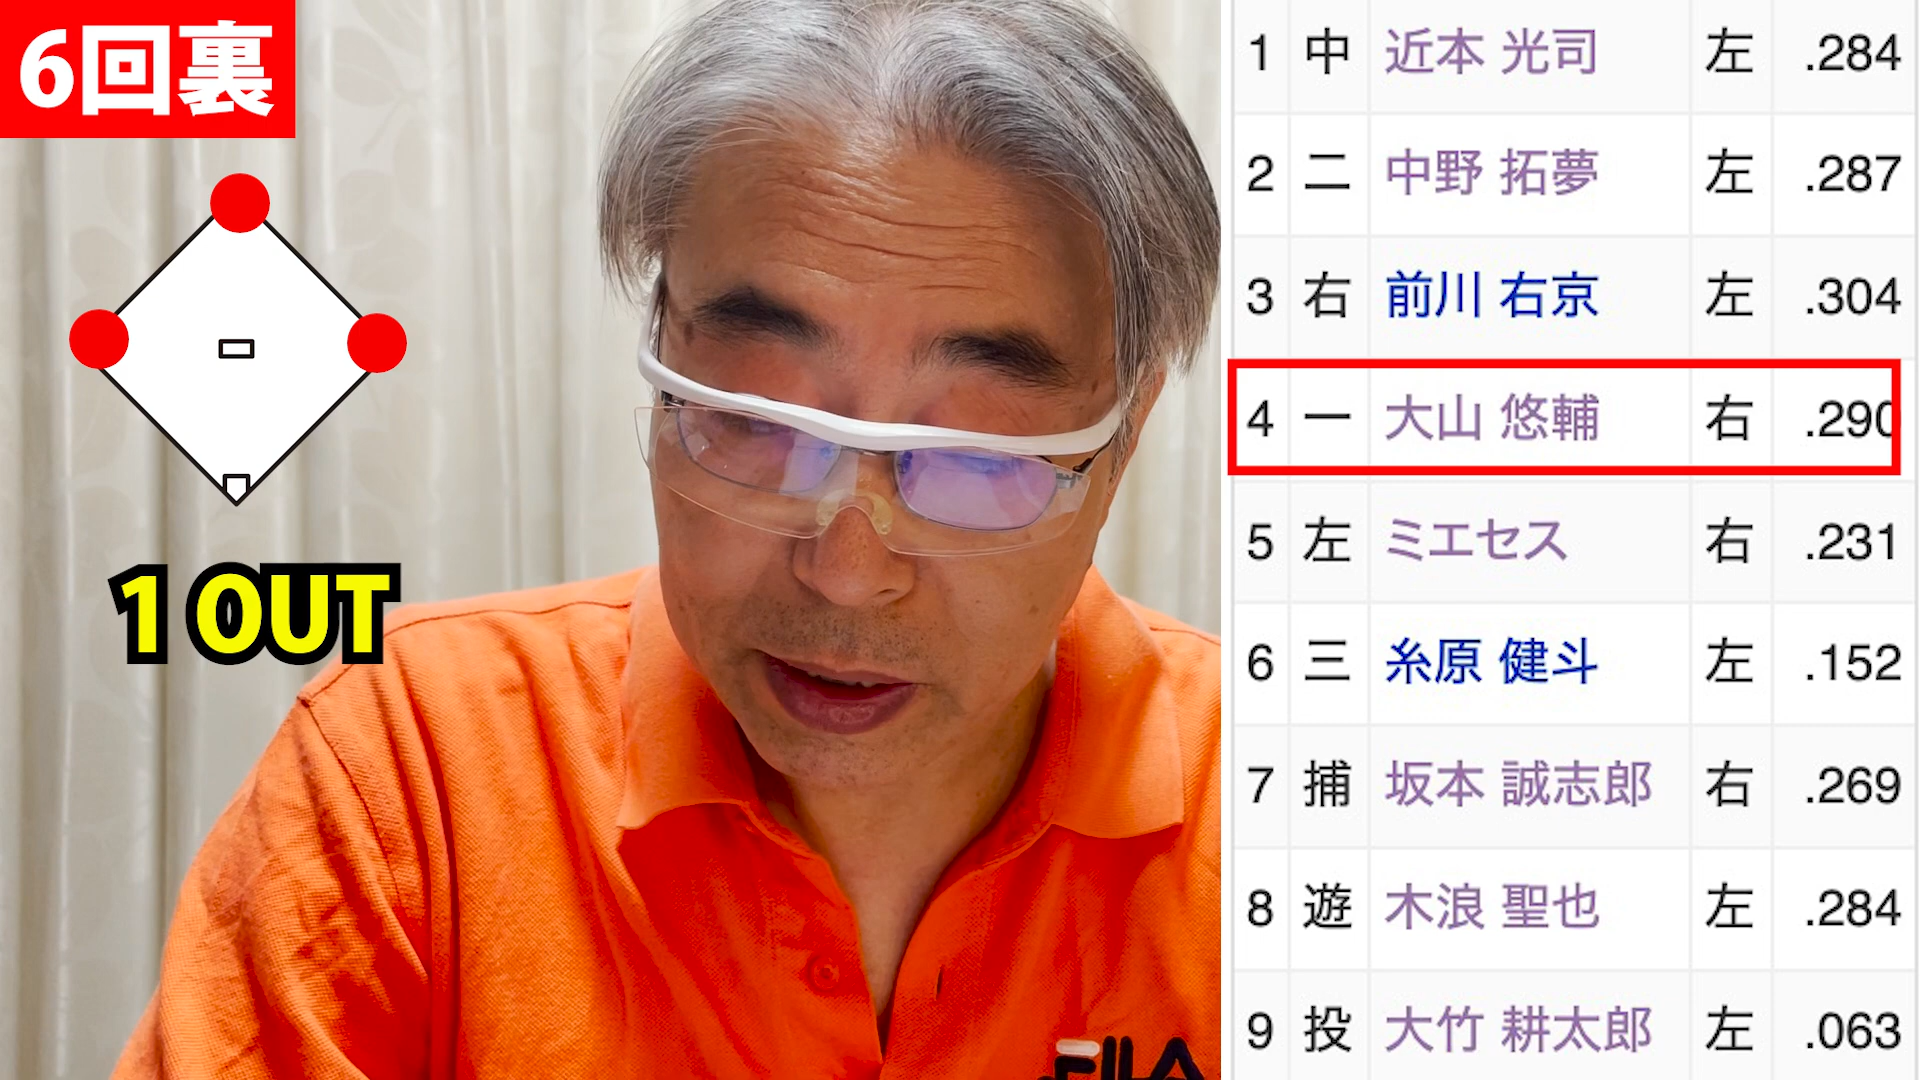 6回裏
1 OUT
1 中 近本 光司 左 .284
2 二 中野 拓夢 左 .287
3 右 前川 右京 左 .304
4 一 大山 悠輔 右 .290
5 左 ミエセス 右 .231
6 三 糸原 健斗 左 .152
7 捕 坂本 誠志郎 右 .269
8 遊 木浪 聖也 左 .284
9 投 大竹 耕太郎 左 .063
FILA